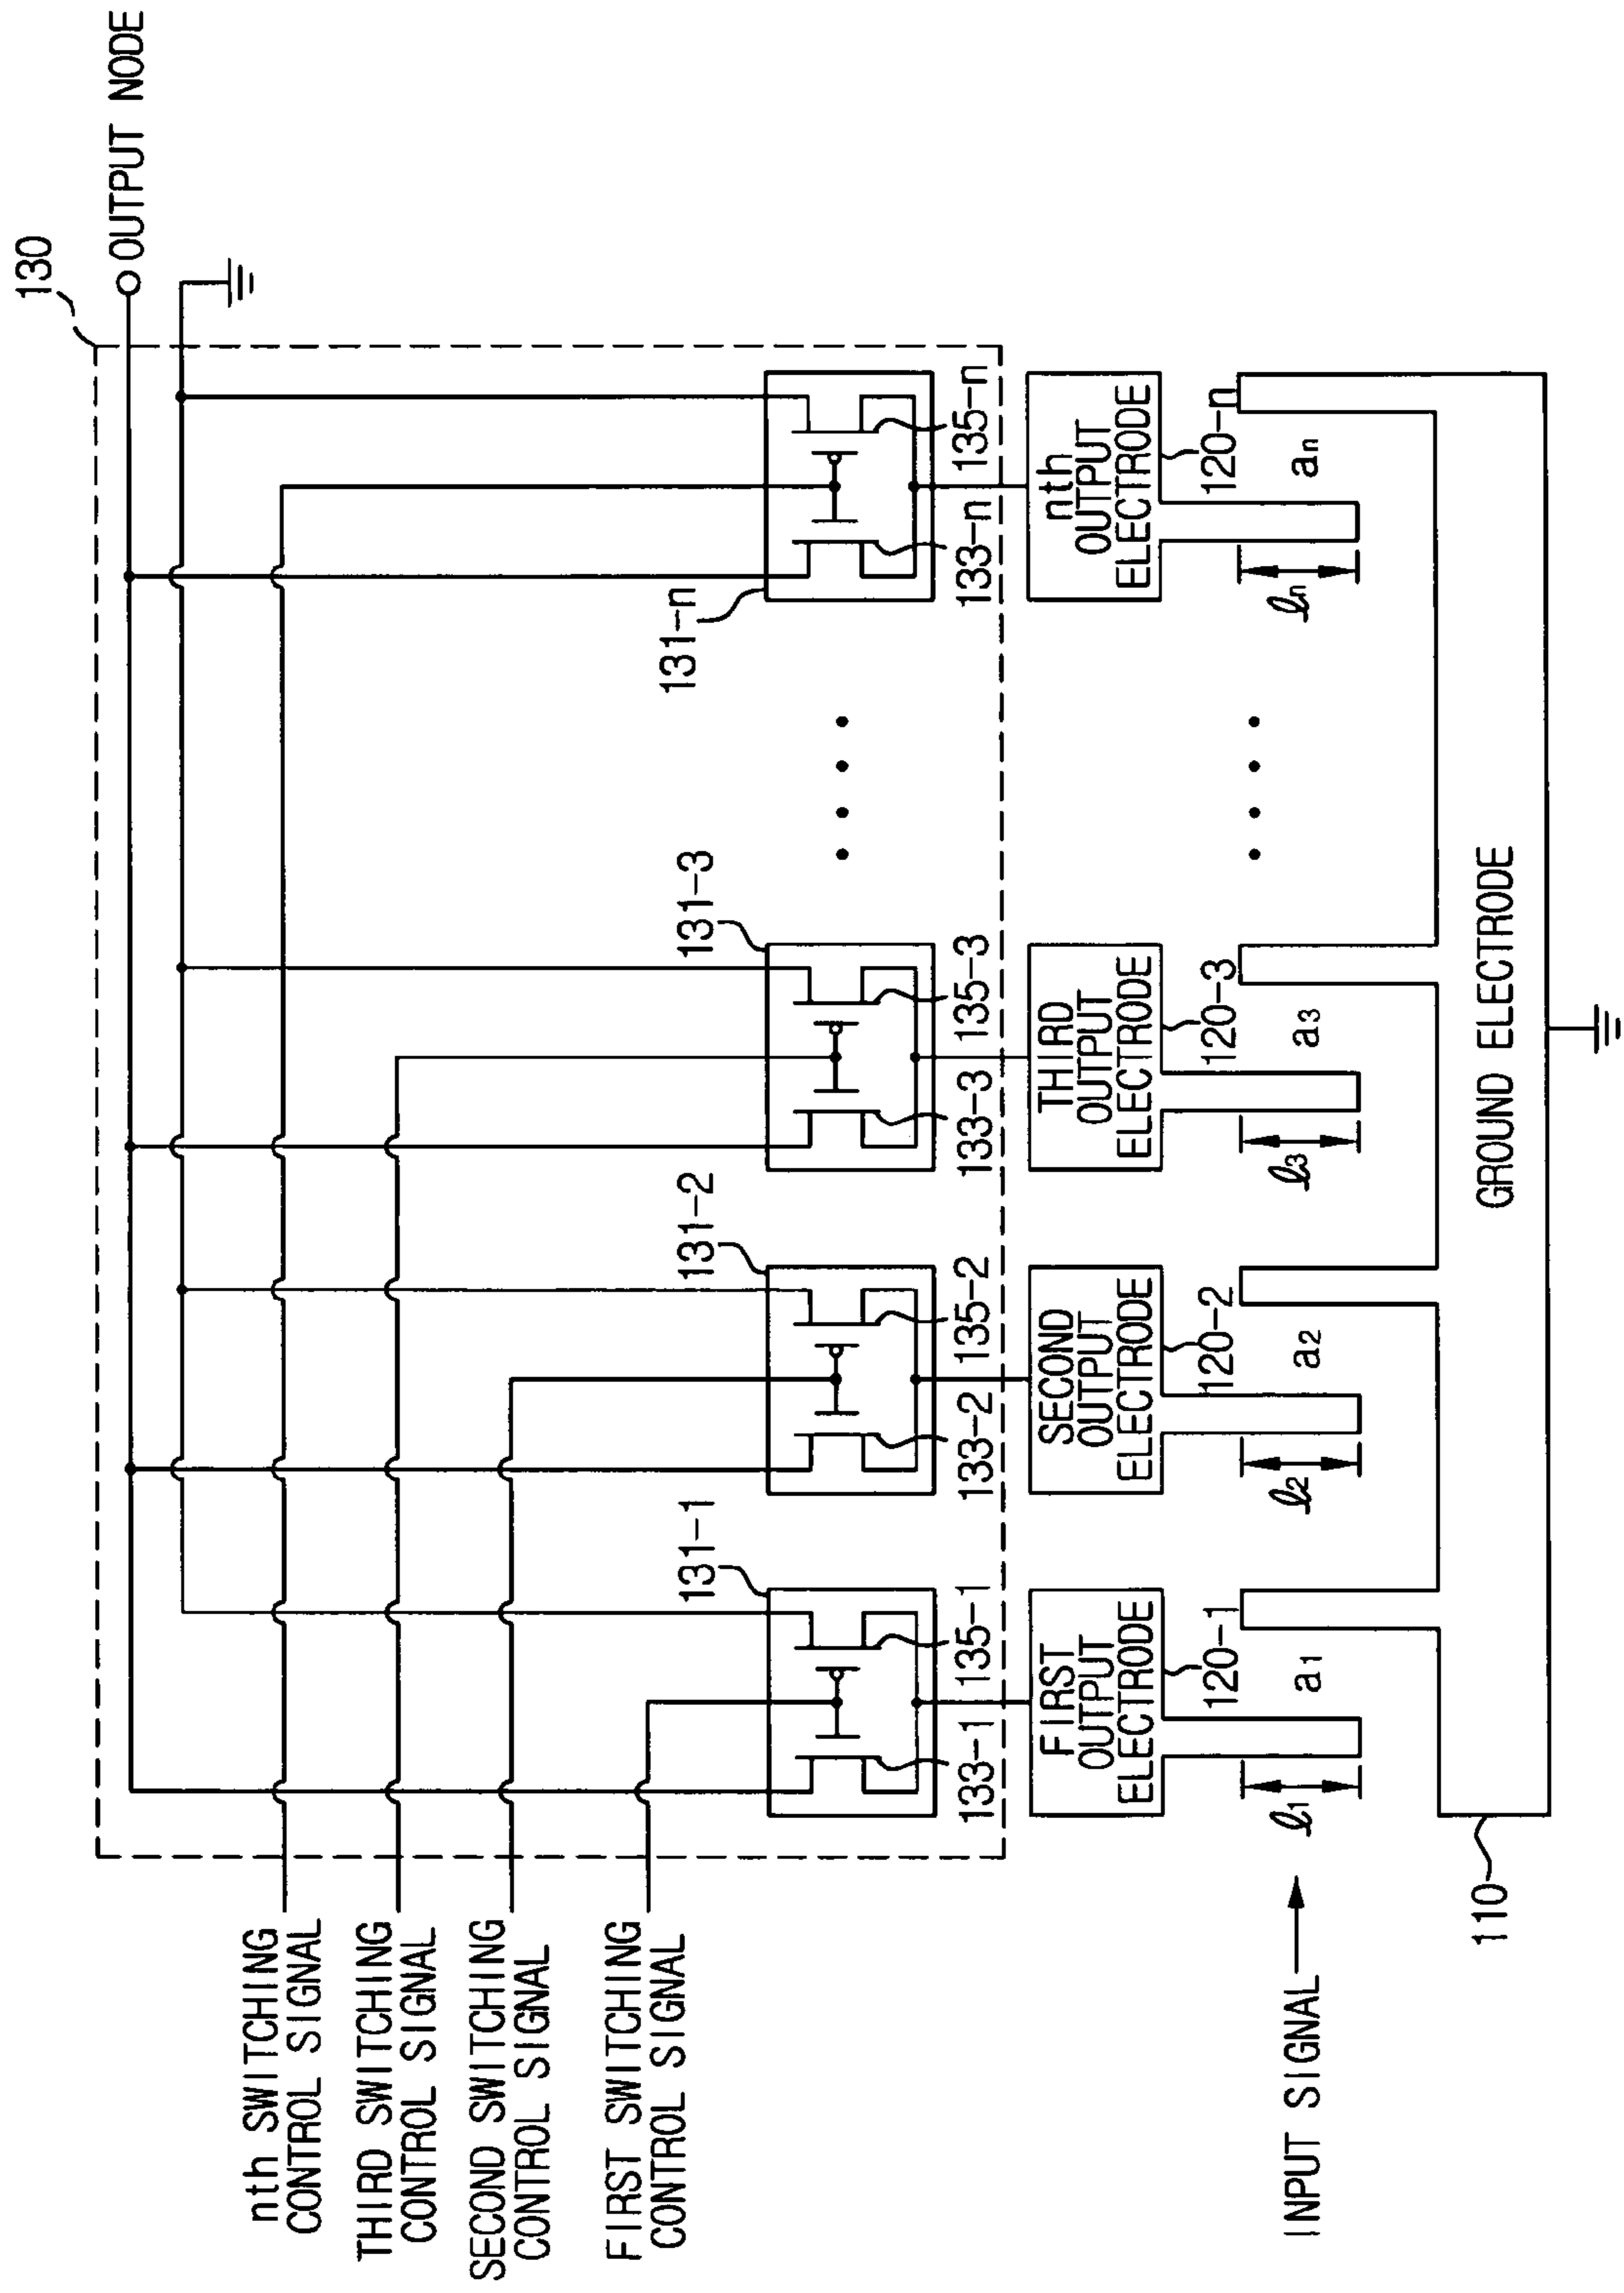 130
OUTPUT NODE
nth SWITCHING
CONTROL SIGNAL
THIRD SWITCHING
CONTROL SIGNAL
SECOND SWITCHING
CONTROL SIGNAL
FIRST SWITCHING
CONTROL SIGNAL
131-1
131-2
131-3
131-n
133-1
135-1
133-2
135-2
133-3
135-3
133-n
135-n
FIRST
OUTPUT
ELECTRODE
SECOND
OUTPUT
ELECTRODE
THIRD
OUTPUT
ELECTRODE
nth
OUTPUT
ELECTRODE
120-1
120-2
120-3
120-n
INPUT SIGNAL
ℓ1
a1
ℓ2
a2
ℓ3
a3
ℓn
an
110
GROUND ELECTRODE